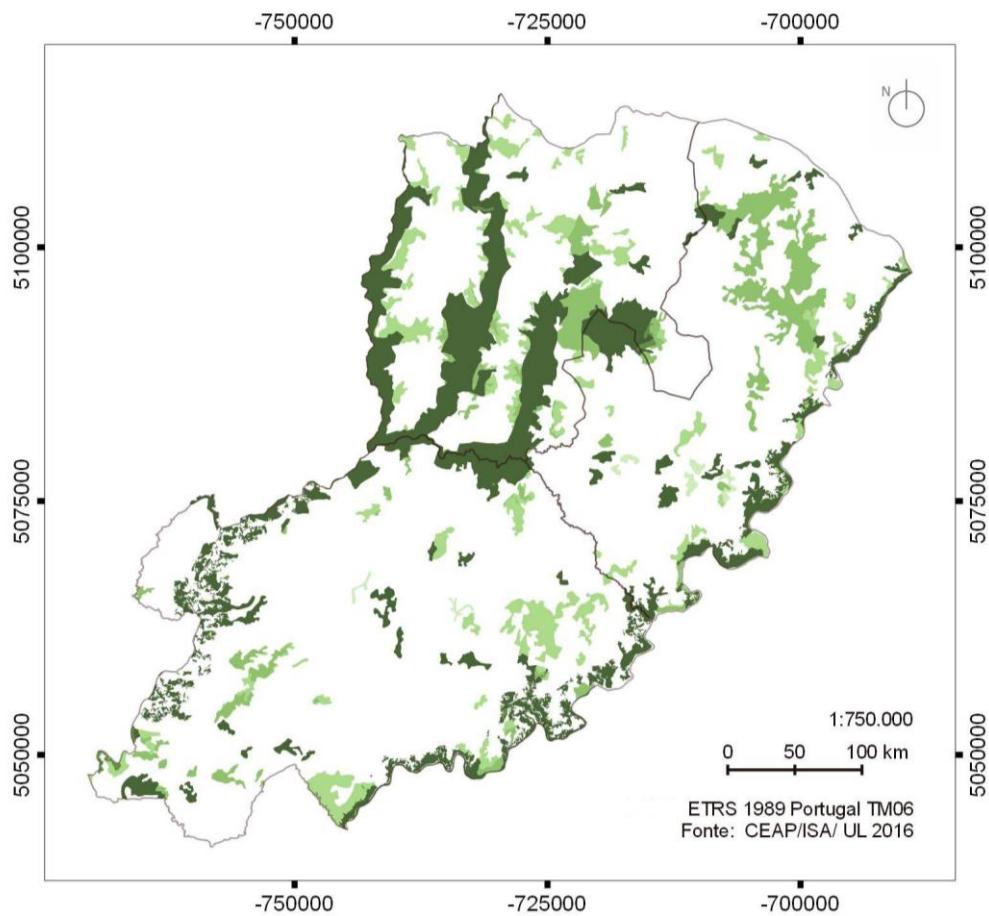 -750000 -725000 -700000
N
5100000 5100000
5075000 5075000
1:750.000
0 50 100 km
5050000 5050000
ETRS 1989 Portugal TM06
Fonte: CEAP/ISA/ UL 2016
-750000 -725000 -700000